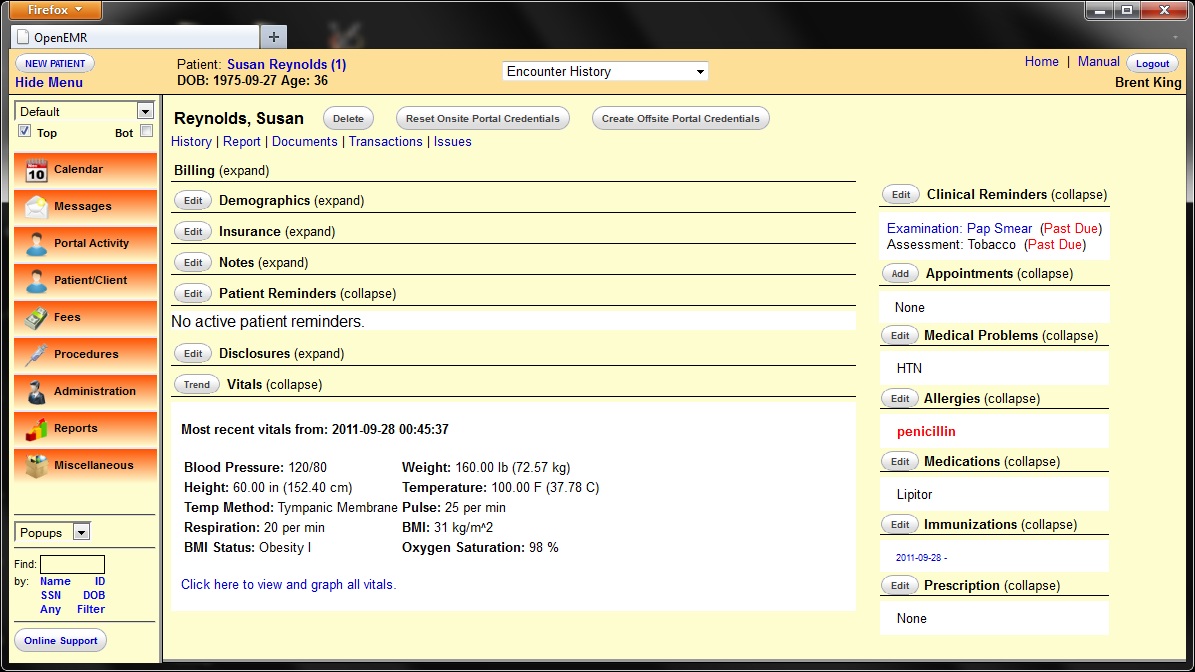 Firefox
OpenEMR
NEW PATIENT
Hide Menu
Patient: Susan Reynolds (1)
DOB: 1975-09-27 Age: 36
Encounter History
Home | Manual Logout
Brent King
Default
Top Bot
Calendar
Messages
Portal Activity
Patient/Client
Fees
Procedures
Administration
Reports
Miscellaneous
Popups
Find:
by: Name ID
SSN DOB
Any Filter
Online Support
Reynolds, Susan Delete Reset Onsite Portal Credentials Create Offsite Portal Credentials
History | Report | Documents | Transactions | Issues
Billing (expand)
Edit Demographics (expand)
Edit Insurance (expand)
Edit Notes (expand)
Edit Patient Reminders (collapse)
No active patient reminders.
Edit Disclosures (expand)
Trend Vitals (collapse)
Most recent vitals from: 2011-09-28 00:45:37
Blood Pressure: 120/80 Weight: 160.00 lb (72.57 kg)
Height: 60.00 in (152.40 cm) Temperature: 100.00 F (37.78 C)
Temp Method: Tympanic Membrane Pulse: 25 per min
Respiration: 20 per min BMI: 31 kg/m^2
BMI Status: Obesity I Oxygen Saturation: 98 %
Click here to view and graph all vitals.
Edit Clinical Reminders (collapse)
Examination: Pap Smear (Past Due)
Assessment: Tobacco (Past Due)
Add Appointments (collapse)
None
Edit Medical Problems (collapse)
HTN
Edit Allergies (collapse)
penicillin
Edit Medications (collapse)
Lipitor
Edit Immunizations (collapse)
2011-09-28 -
Edit Prescription (collapse)
None